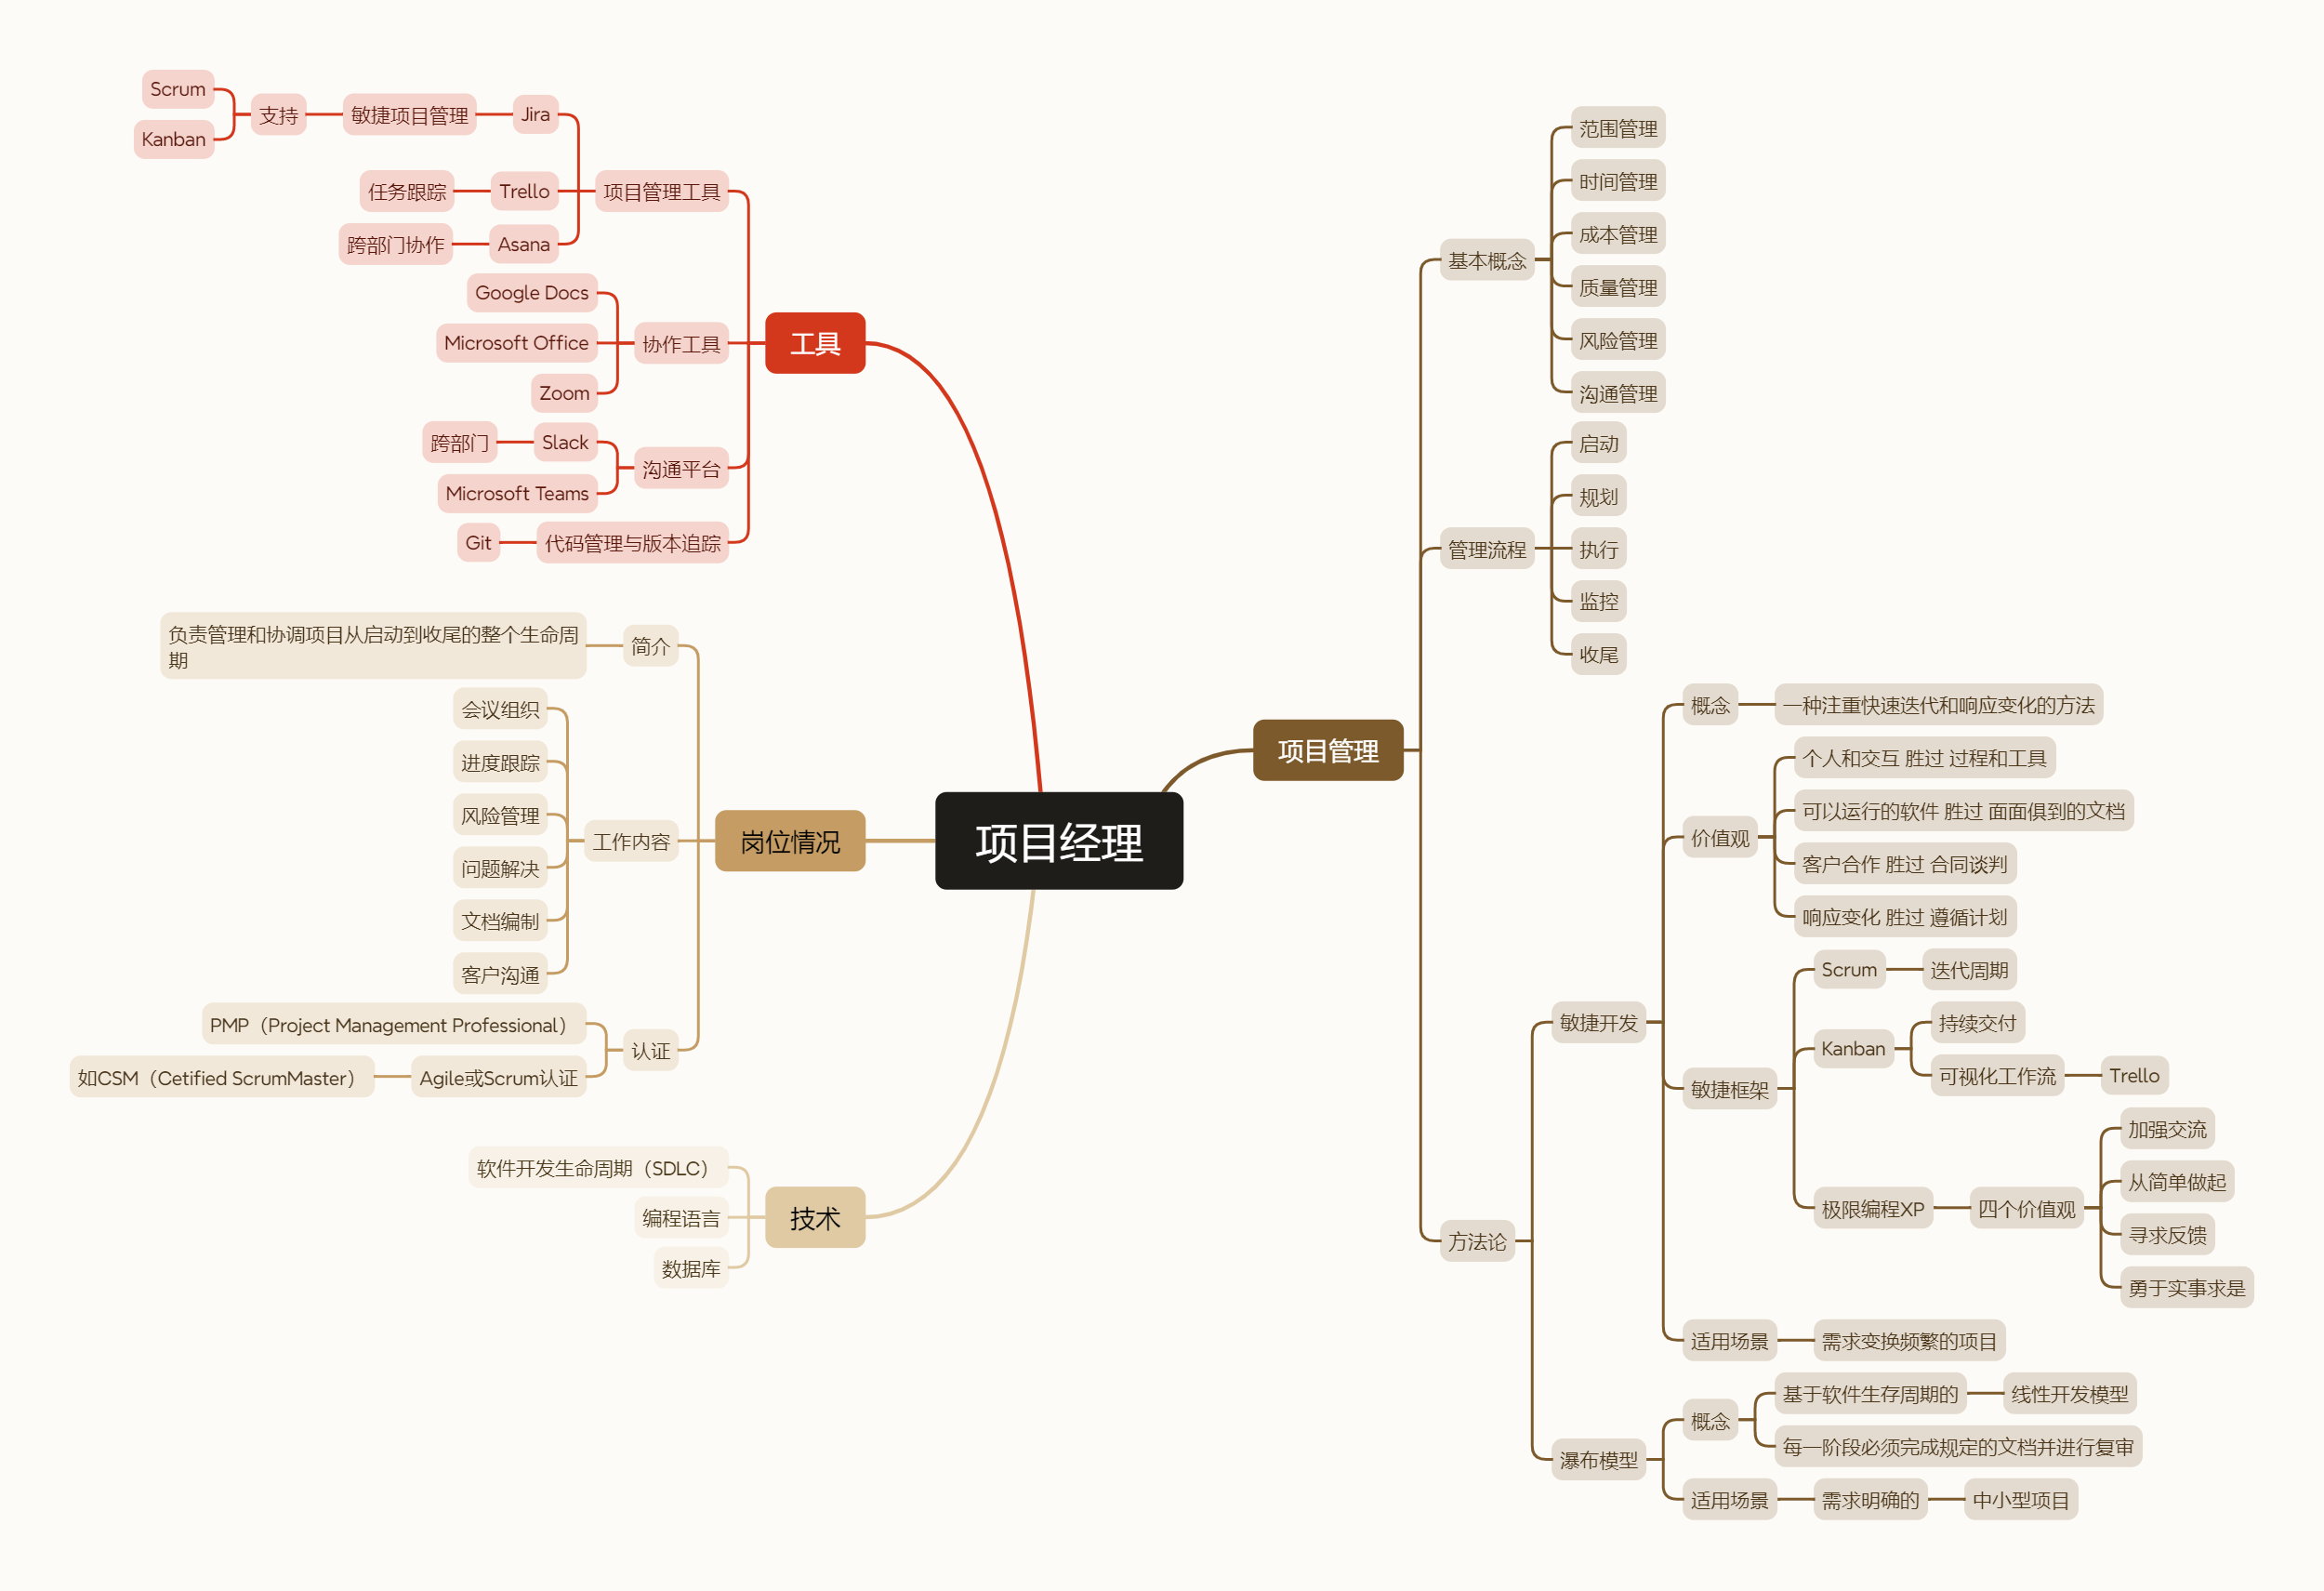 项目经理
项目管理
基本概念
范围管理
时间管理
成本管理
质量管理
风险管理
沟通管理
管理流程
启动
规划
执行
监控
收尾
方法论
敏捷开发
概念
一种注重快速迭代和响应变化的方法
价值观
个人和交互 胜过 过程和工具
可以运行的软件 胜过 面面俱到的文档
客户合作 胜过 合同谈判
响应变化 胜过 遵循计划
敏捷框架
Scrum
迭代周期
Kanban
持续交付
可视化工作流
Trello
极限编程XP
四个价值观
加强交流
从简单做起
寻求反馈
勇于实事求是
适用场景
需求变换频繁的项目
瀑布模型
概念
基于软件生存周期的
线性开发模型
每一阶段必须完成规定的文档并进行复审
适用场景
需求明确的
中小型项目
工具
项目管理工具
Jira
敏捷项目管理
支持
Scrum
Kanban
Trello
任务跟踪
Asana
跨部门协作
协作工具
Google Docs
Microsoft Office
Zoom
沟通平台
Slack
跨部门
Microsoft Teams
代码管理与版本追踪
Git
岗位情况
简介
负责管理和协调项目从启动到收尾的整个生命周
期
工作内容
会议组织
进度跟踪
风险管理
问题解决
文档编制
客户沟通
认证
PMP（Project Management Professional）
Agile或Scrum认证
如CSM（Cetified ScrumMaster）
技术
软件开发生命周期（SDLC）
编程语言
数据库